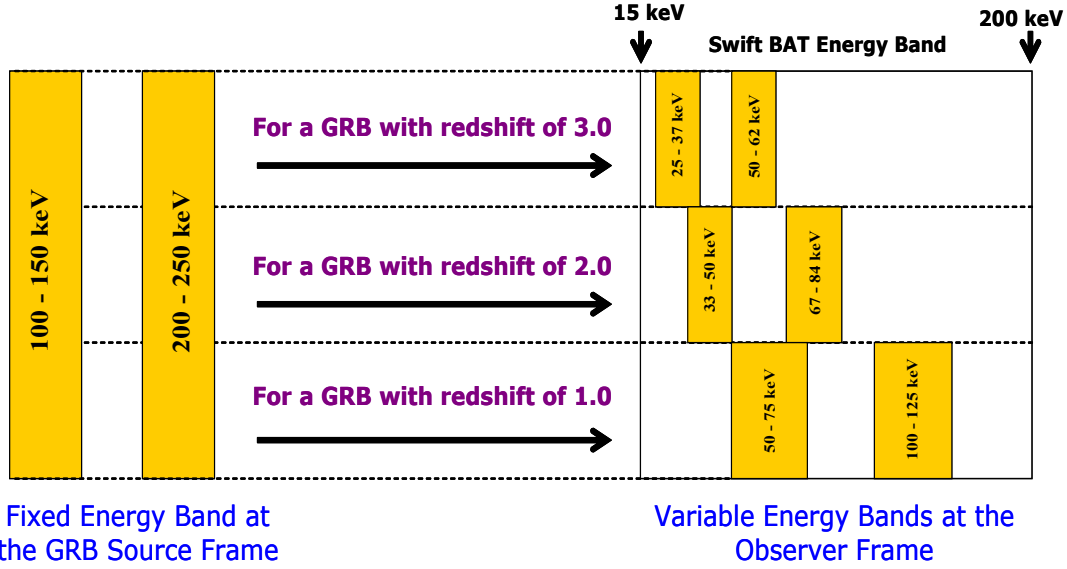 15 keV
200 keV
Swift BAT Energy Band
For a GRB with redshift of 3.0
25 - 37 keV
50 - 62 keV
100 - 150 keV
200 - 250 keV
For a GRB with redshift of 2.0
33 - 50 keV
67 - 84 keV
For a GRB with redshift of 1.0
50 - 75 keV
100 - 125 keV
Fixed Energy Band at
the GRB Source Frame
Variable Energy Bands at the
Observer Frame